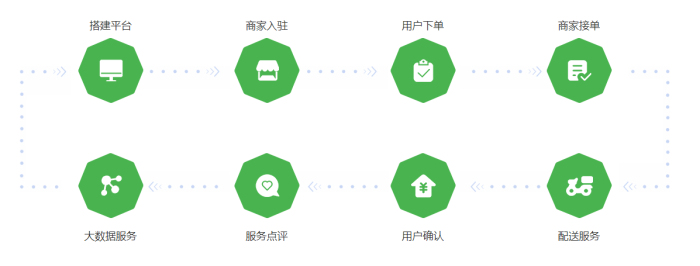 搭建平台
商家入驻
用户下单
商家接单
大数据服务
服务点评
用户确认
配送服务